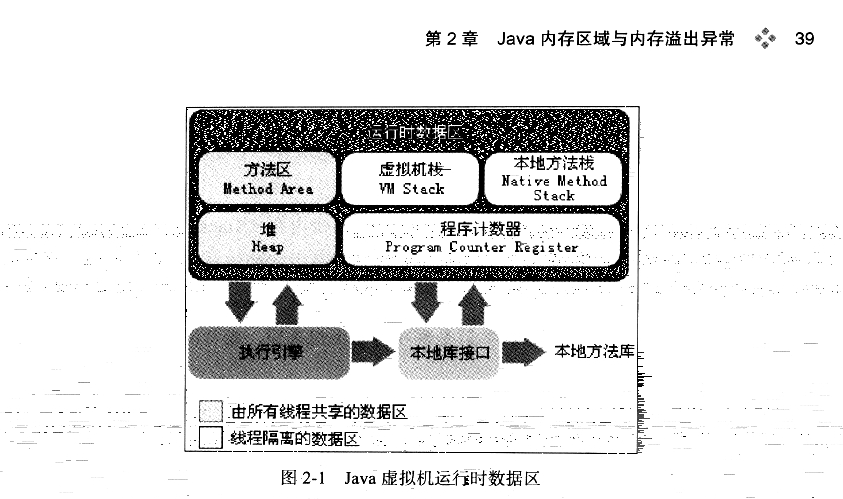 第 2 章 Java 内存区域与内存溢出异常 39
运行时数据区
方法区
Method Area
虚拟机栈
VM Stack
本地方法栈
Native Method
Stack
堆
Heap
程序计数器
Program Counter Register
执行引擎
本地库接口
本地方法库
由所有线程共享的数据区
线程隔离的数据区
图 2-1 Java 虚拟机运行时数据区